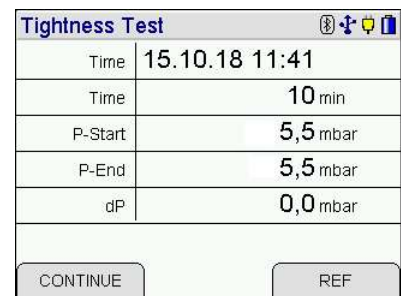 Tightness Test
Time 15.10.18 11:41
Time 10 min
P-Start 5,5 mbar
P-End 5,5 mbar
dP 0,0 mbar
CONTINUE REF